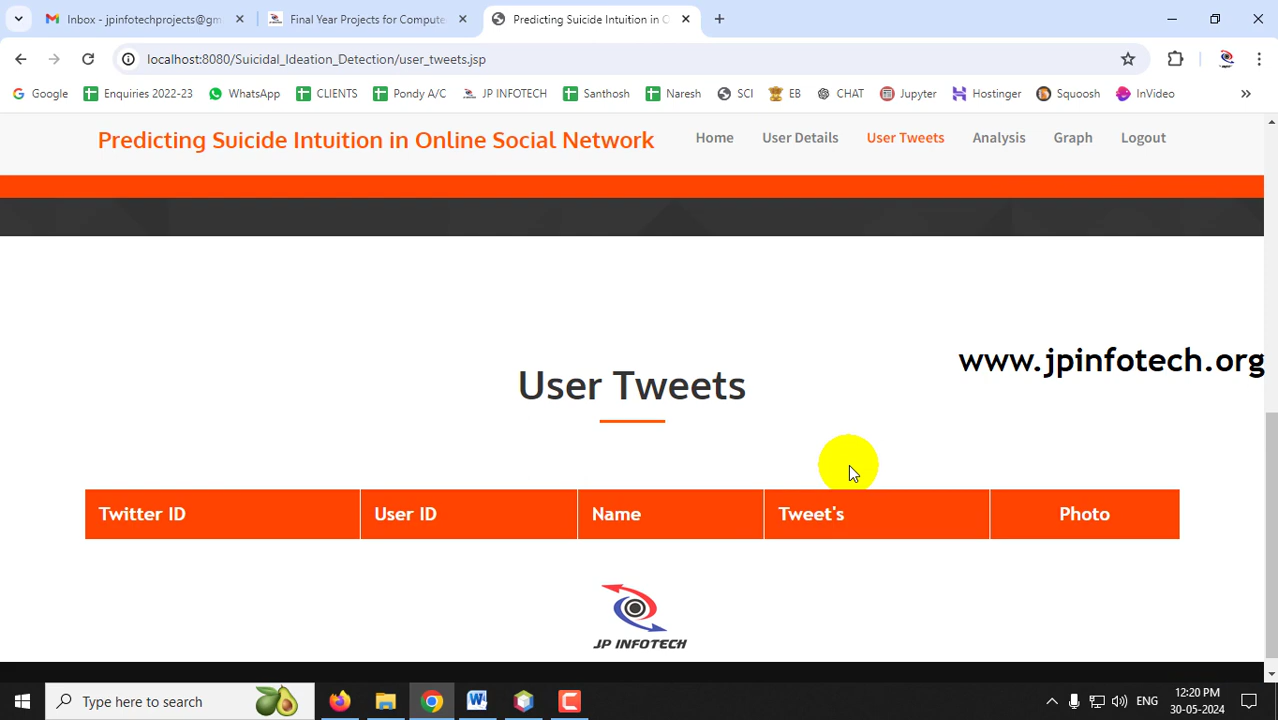 Inbox - jpinfotechprojects@gm
Final Year Projects for Compute
Predicting Suicide Intuition in O
localhost:8080/Suicidal_Ideation_Detection/user_tweets.jsp
Google
Enquiries 2022-23
WhatsApp
CLIENTS
Pondy A/C
JP INFOTECH
Santhosh
Naresh
SCI
EB
CHAT
Jupyter
Hostinger
Squoosh
InVideo
Predicting Suicide Intuition in Online Social Network
Home
User Details
User Tweets
Analysis
Graph
Logout
www.jpinfotech.org
User Tweets
Twitter ID
User ID
Name
Tweet's
Photo
JP INFOTECH
Type here to search
ENG
12:20 PM
30-05-2024